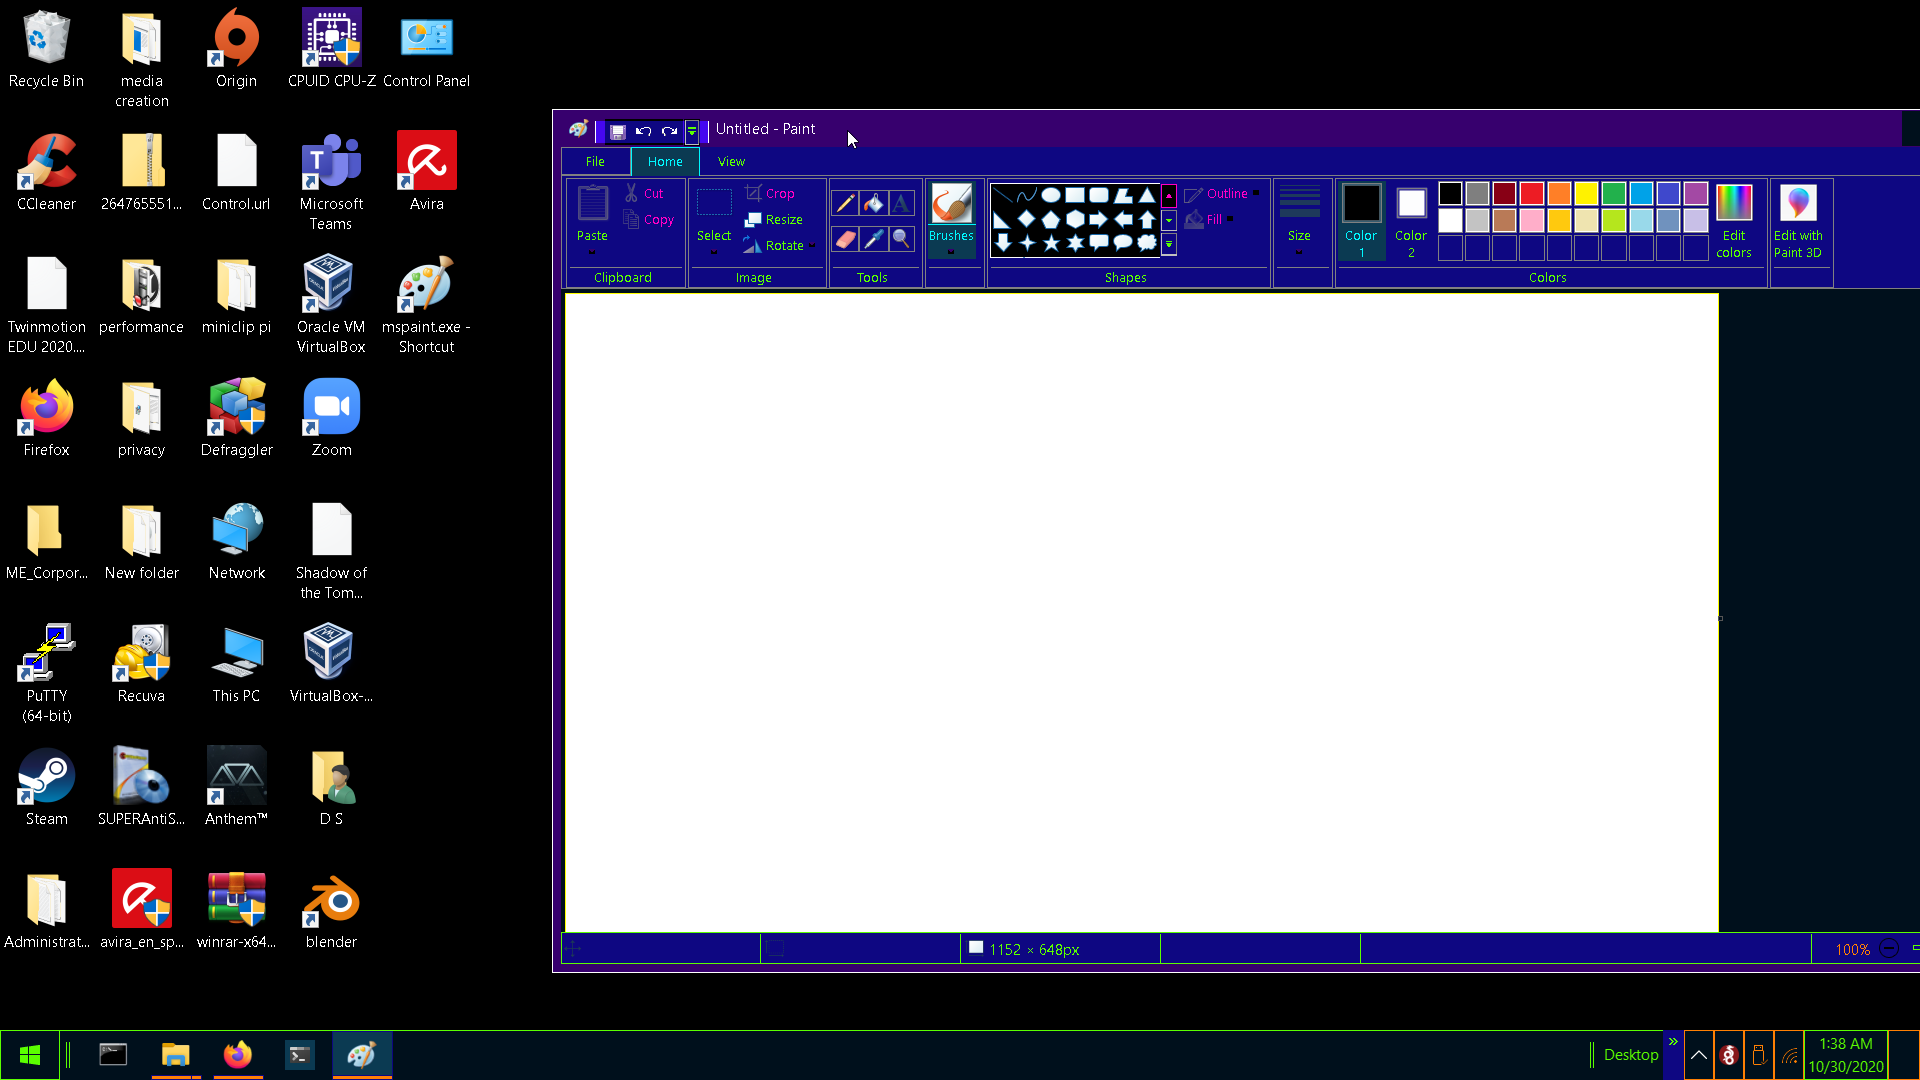 Recycle Bin
media
creation
Origin
CPUID CPU-Z
Control Panel
CCleaner
264765551...
Control.url
Microsoft
Teams
Avira
Twinmotion
EDU 2020....
performance
miniclip pi
Oracle VM
VirtualBox
mspaint.exe -
Shortcut
Firefox
privacy
Defraggler
Zoom
ME_Corpor...
New folder
Network
Shadow of
the Tom...
PuTTY
(64-bit)
Recuva
This PC
VirtualBox-...
Steam
SUPERAntiS...
Anthem™
D S
Administrat...
avira_en_sp...
winrar-x64...
blender
Untitled - Paint
File
Home
View
Paste
Cut
Copy
Clipboard
Select
Crop
Resize
Rotate
Image
A
Tools
Brushes
Shapes
Outline
Fill
Size
Color
1
Color
2
Edit
colors
Colors
Edit with
Paint 3D
1152 × 648px
100%
Desktop
1:38 AM
10/30/2020